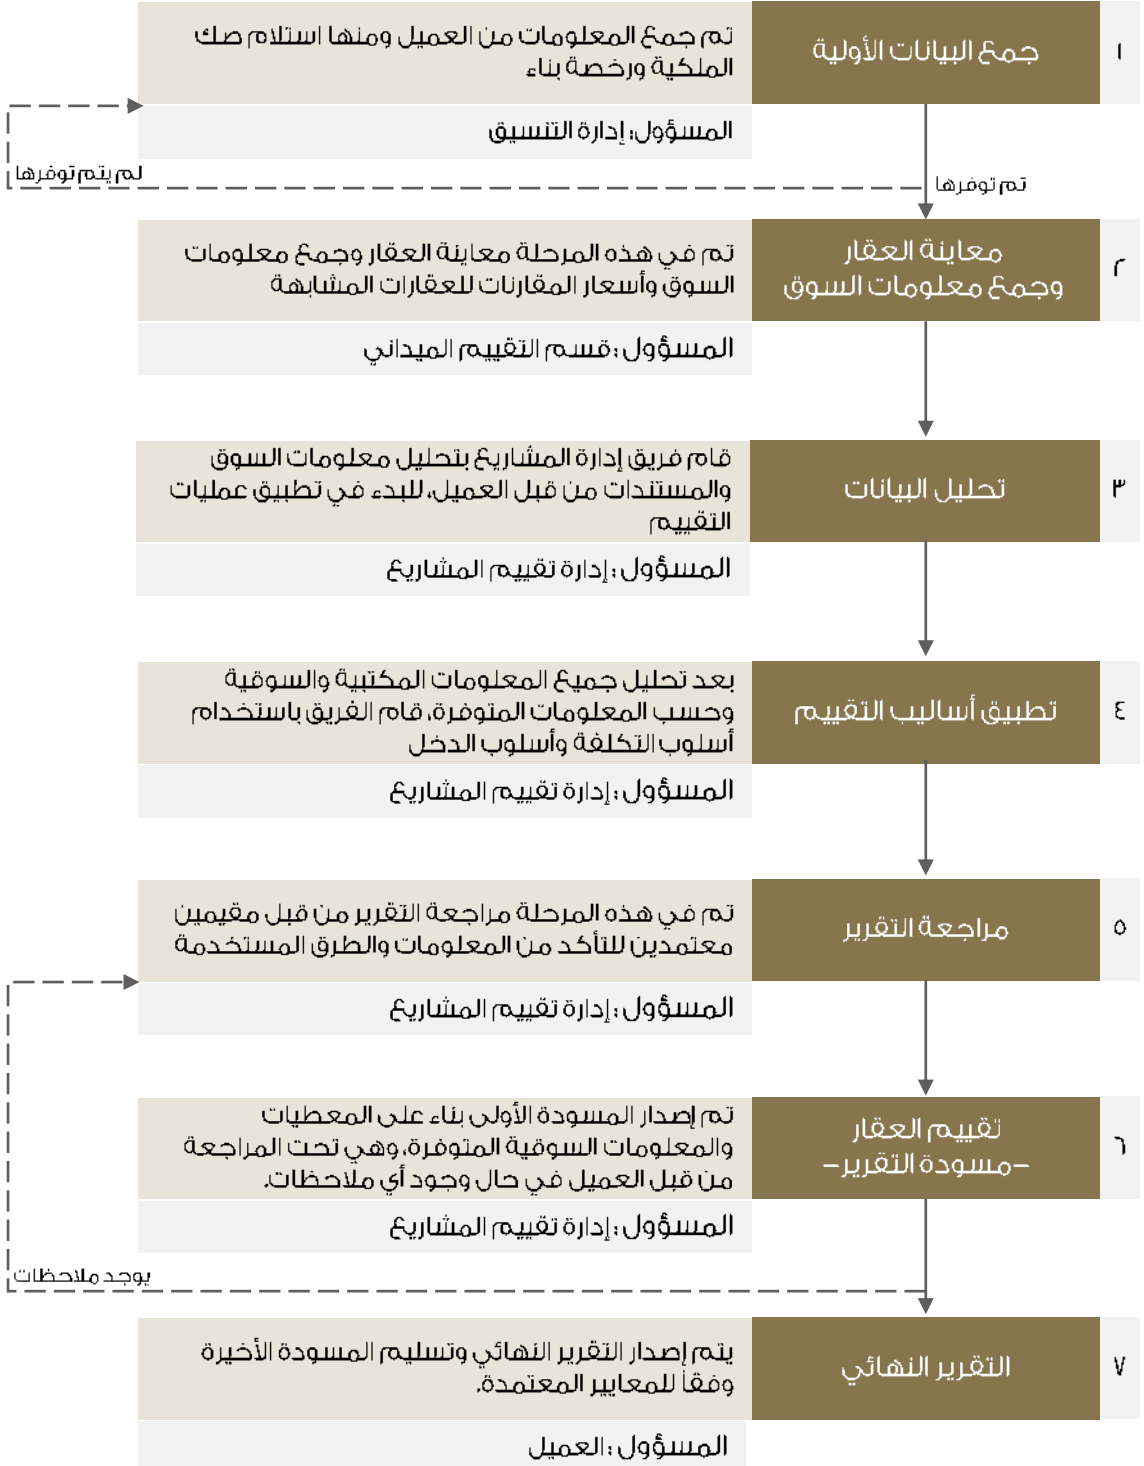 ١
جمع البيانات الأولية
تم جمع المعلومات من العميل ومنها استلام صك
الملكية ورخصة بناء
المسؤول: إدارة التنسيق
لم يتم توفرها
تم توفرها
٢
معاينة العقار
وجمع معلومات السوق
تم في هذه المرحلة معاينة العقار وجمع معلومات
السوق وأسعار المقارنات للعقارات المشابهة
المسؤول: قسم التقييم الميداني
٣
تحليل البيانات
قام فريق إدارة المشاريع بتحليل معلومات السوق
والمستندات من قبل العميل، للبدء في تطبيق عمليات
التقييم
المسؤول: إدارة تقييم المشاريع
٤
تطبيق أساليب التقييم
بعد تحليل جميع المعلومات المكتبية والسوقية
وحسب المعلومات المتوفرة، قام الفريق باستخدام
أسلوب التكلفة وأسلوب الدخل
المسؤول: إدارة تقييم المشاريع
٥
مراجعة التقرير
تم في هذه المرحلة مراجعة التقرير من قبل مقيمين
معتمدين للتأكد من المعلومات والطرق المستخدمة
المسؤول: إدارة تقييم المشاريع
٦
تقييم العقار
-مسودة التقرير-
تم إصدار المسودة الأولى بناء على المعطيات
والمعلومات السوقية المتوفرة، وهي تحت المراجعة
من قبل العميل في حال وجود أي ملاحظات.
المسؤول: إدارة تقييم المشاريع
يوجد ملاحظات
٧
التقرير النهائي
يتم إصدار التقرير النهائي وتسليم المسودة الأخيرة
وفقاً للمعايير المعتمدة.
المسؤول: العميل